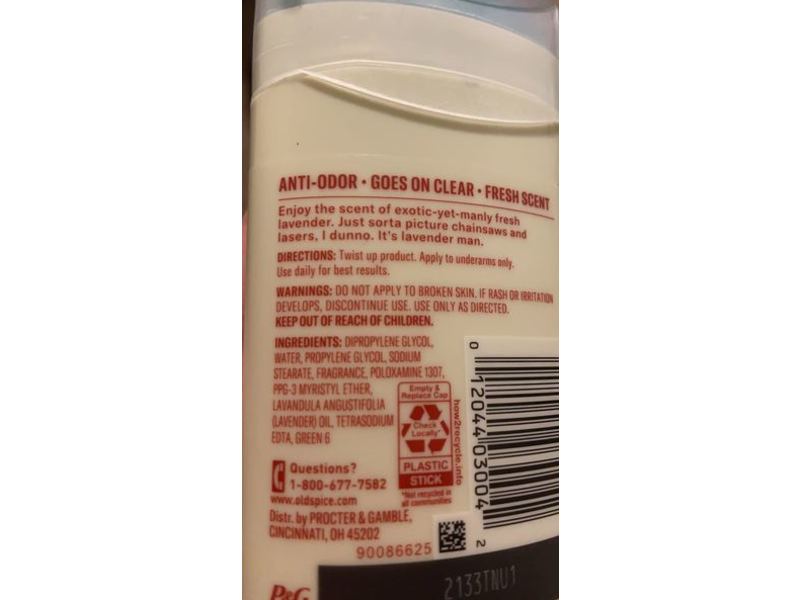 ANTI-ODOR • GOES ON CLEAR • FRESH SCENT
Enjoy the scent of exotic-yet-manly fresh
lavender. Just sorta picture chainsaws and
lasers, I dunno. It's lavender man.
DIRECTIONS: Twist up product. Apply to underarms only.
Use daily for best results.
WARNINGS: DO NOT APPLY TO BROKEN SKIN. IF RASH OR IRRITATION
DEVELOPS, DISCONTINUE USE. USE ONLY AS DIRECTED.
KEEP OUT OF REACH OF CHILDREN.
INGREDIENTS: DIPROPYLENE GLYCOL,
WATER, PROPYLENE GLYCOL, SODIUM
STEARATE, FRAGRANCE, POLOXAMINE 1307,
PPG-3 MYRISTYL ETHER,
LAVANDULA ANGUSTIFOLIA
(LAVENDER) OIL, TETRASODIUM
EDTA, GREEN 6
Empty &
Replace Cap
Check
Locally*
PLASTIC
STICK
*Not recycled in
all communities
how2recycle.info
Questions?
1-800-677-7582
www.oldspice.com
Distr. by PROCTER & GAMBLE,
CINCINNATI, OH 45202
90086625
P&G
2133TNU1
0 12044 03004 2